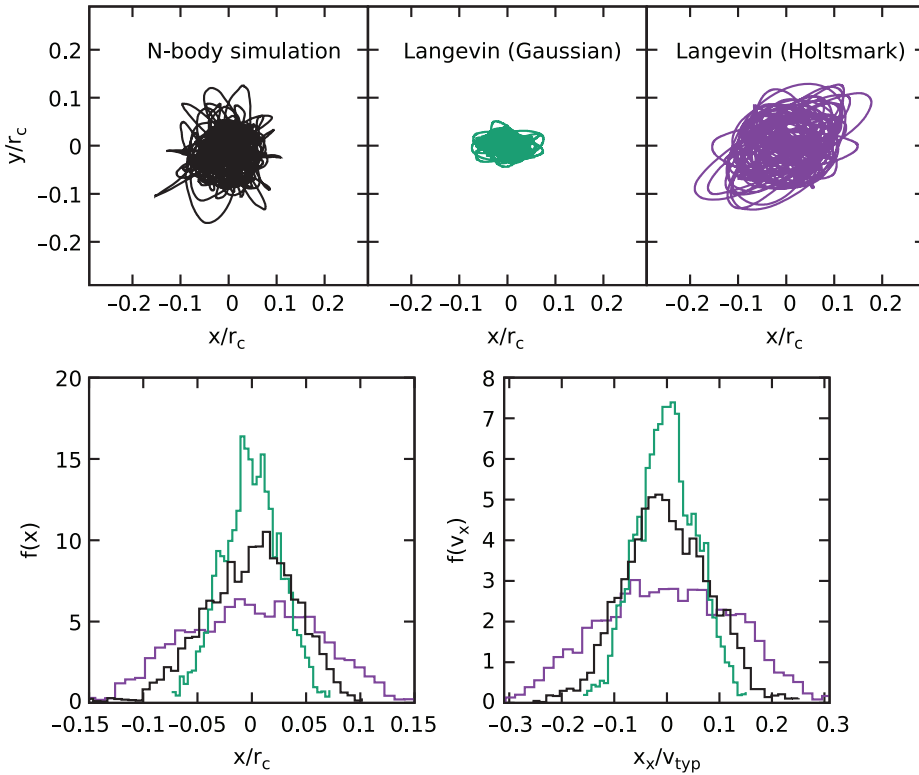 N-body simulation
Langevin (Gaussian)
Langevin (Holtsmark)
0.2
0.1
0
−0.1
−0.2
y/r_c
−0.2 −0.1 0 0.1 0.2
−0.2 −0.1 0 0.1 0.2
−0.2 −0.1 0 0.1 0.2
x/r_c
x/r_c
x/r_c
20
15
10
5
0
f(x)
−0.15 −0.1 −0.05 0 0.05 0.10 0.15
x/r_c
8
7
6
5
4
3
2
1
0
f(v_x)
−0.3 −0.2 −0.1 0 0.1 0.2 0.3
x_x/v_typ